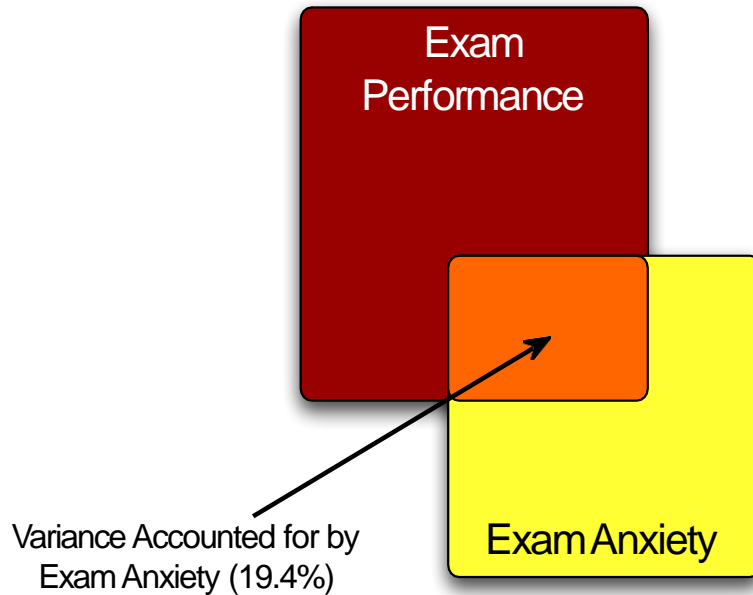 Exam
Performance
Variance Accounted for by
Exam Anxiety (19.4%)
Exam Anxiety